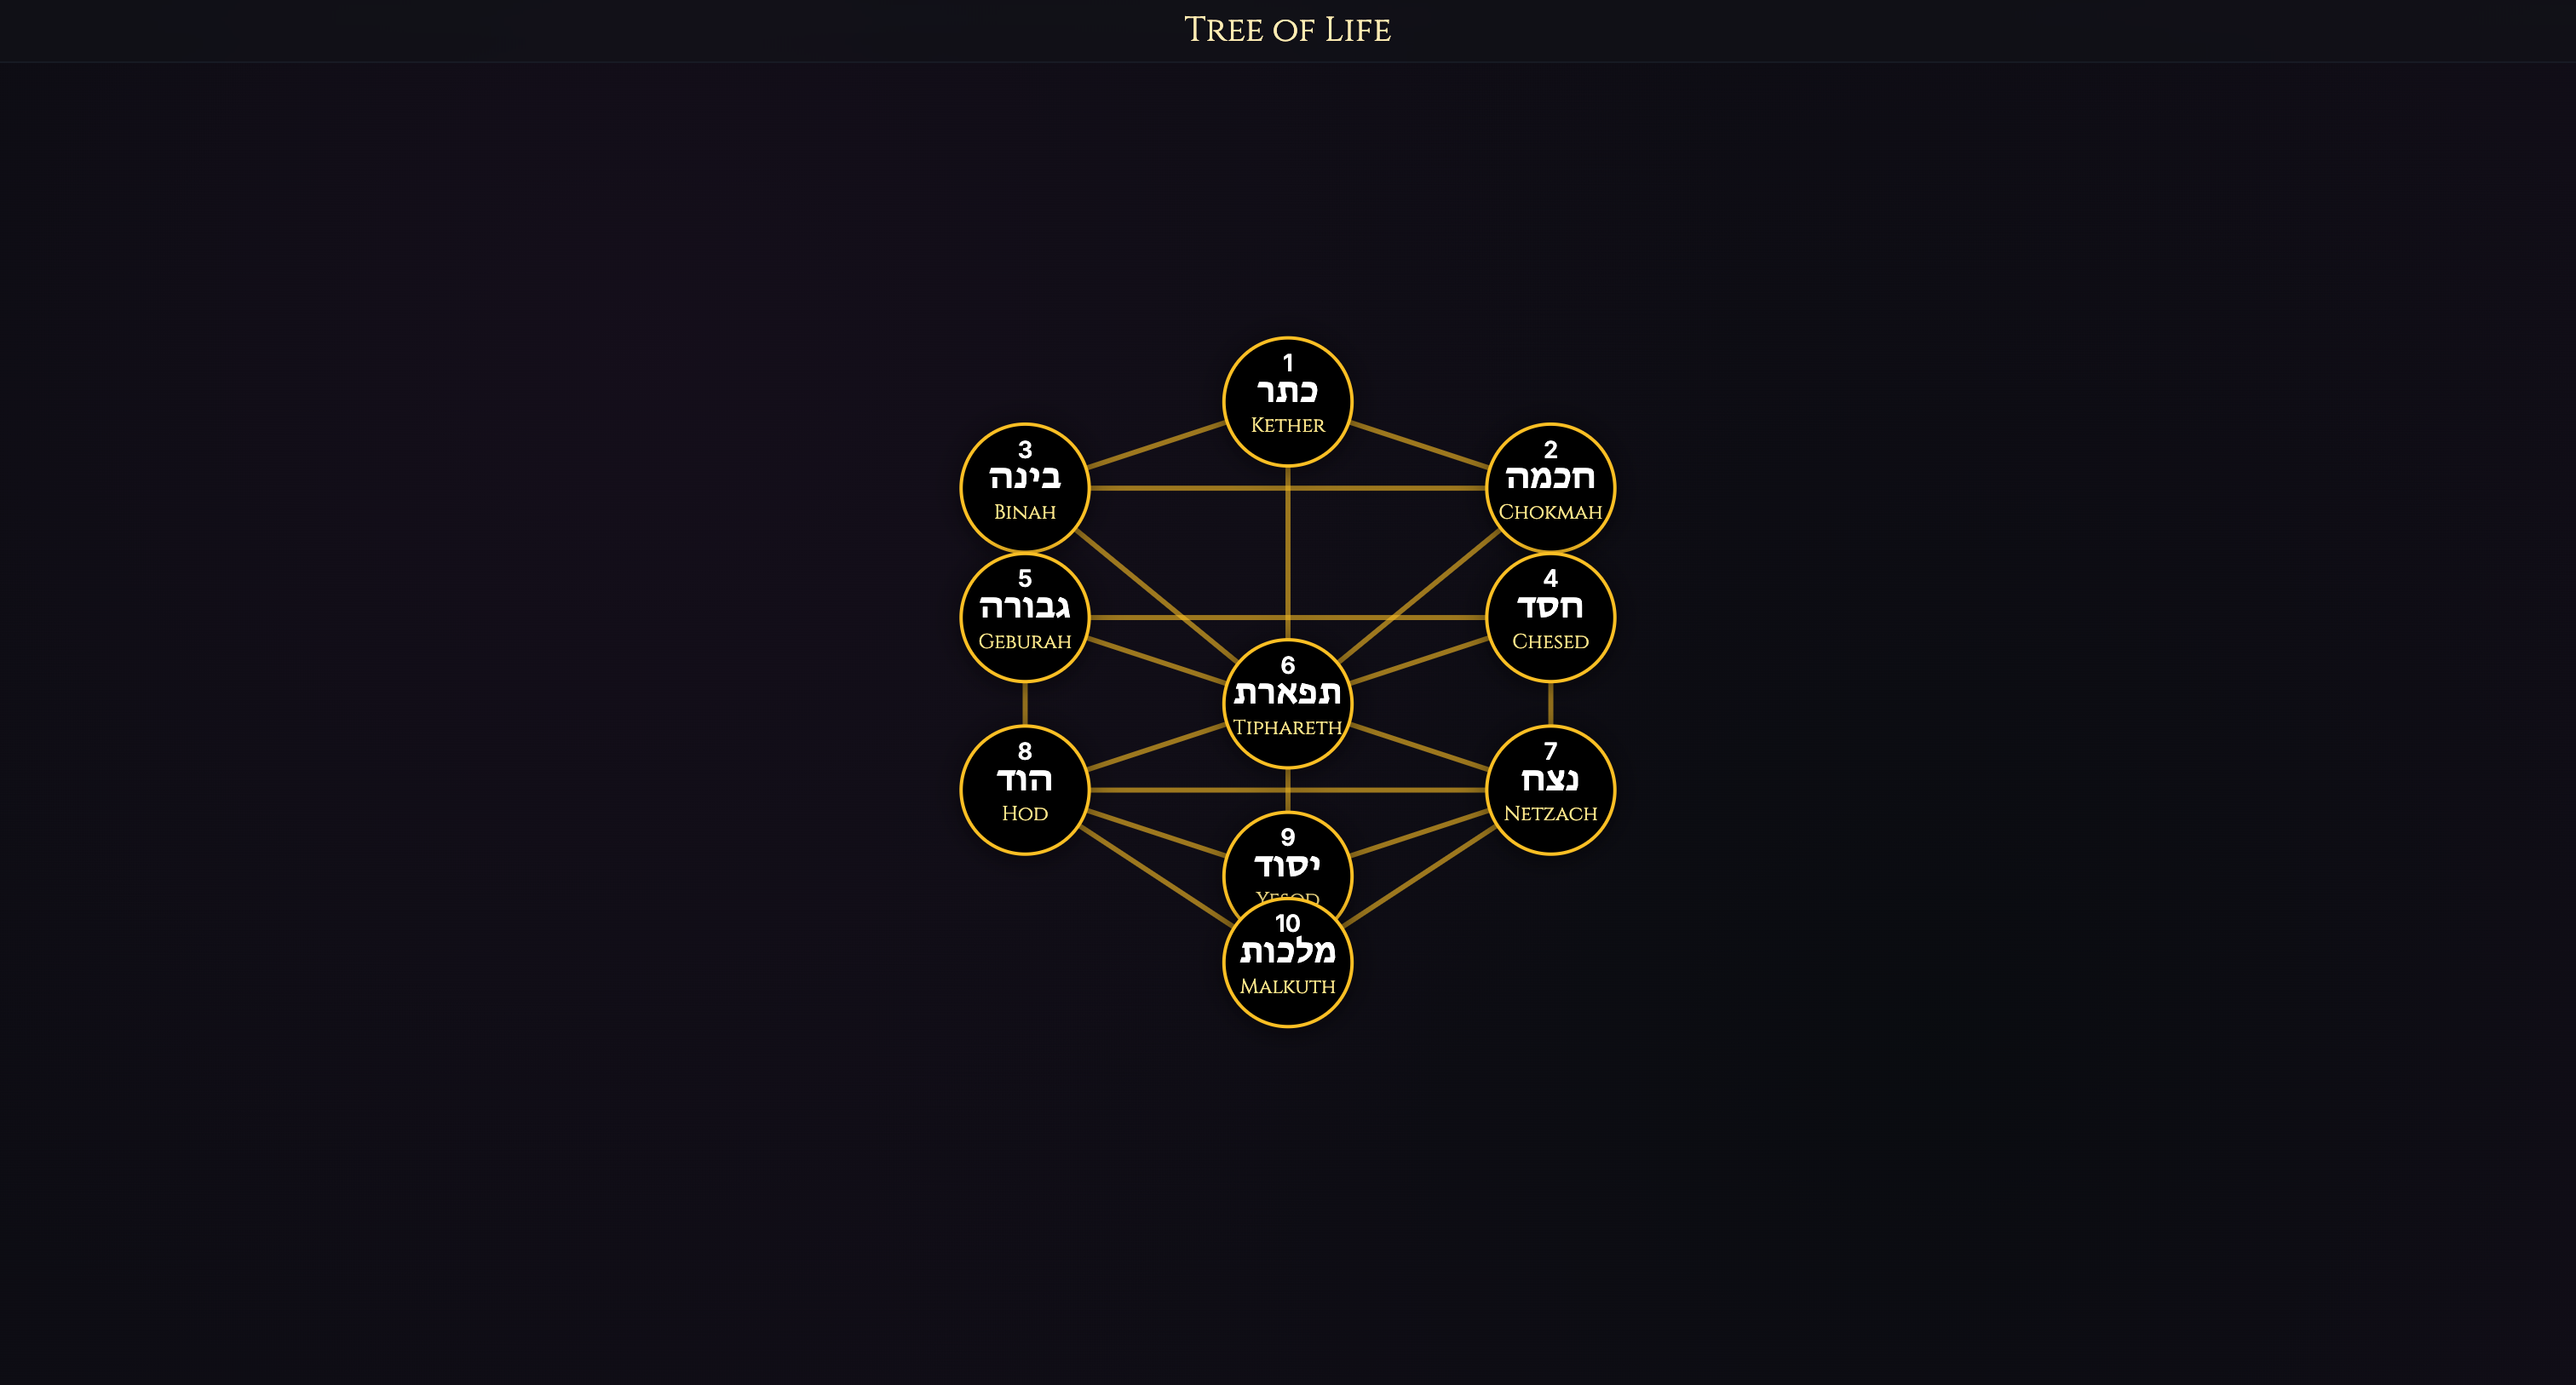 Tree of Life
1
כתר
Kether
3
בינה
Binah
2
חכמה
Chokmah
5
גבורה
Geburah
4
חסד
Chesed
6
תפארת
Tiphareth
8
הוד
Hod
7
נצח
Netzach
9
יסוד
Yesod
10
מלכות
Malkuth